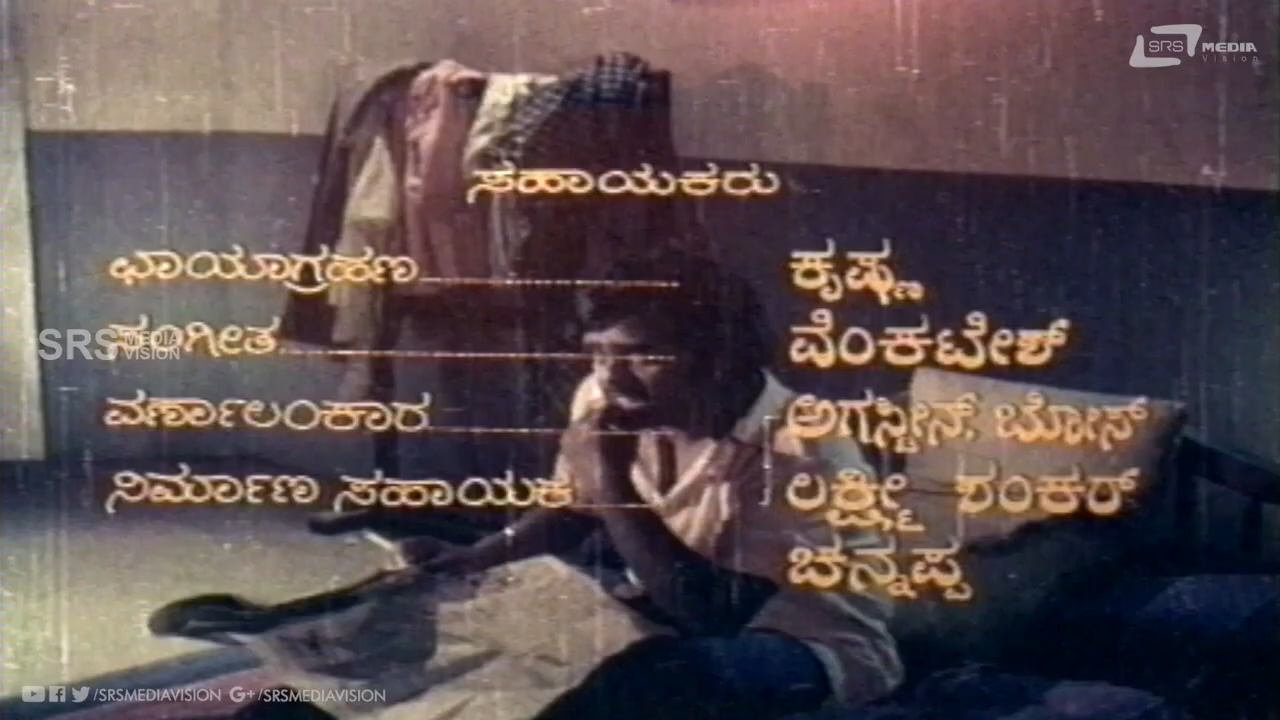 SRS MEDIA
Vision
ಸಹಾಯಕರು
ಛಾಯಾಗ್ರಹಣ ಕೃಷ್ಣ
ಸಂಗೀತ ವೆಂಕಟೇಶ್
SRS MEDIA VISION
ವರ್ಣಾಲಂಕಾರ ಅಗಸ್ಟೀನ್, ಬೋಸ್
ನಿರ್ಮಾಣ ಸಹಾಯಕ ಲಕ್ಷ್ಮೀ ಶಂಕರ್
ಚನ್ನಪ್ಪ
/SRSMEDIAVISION G+/SRSMEDIAVISION